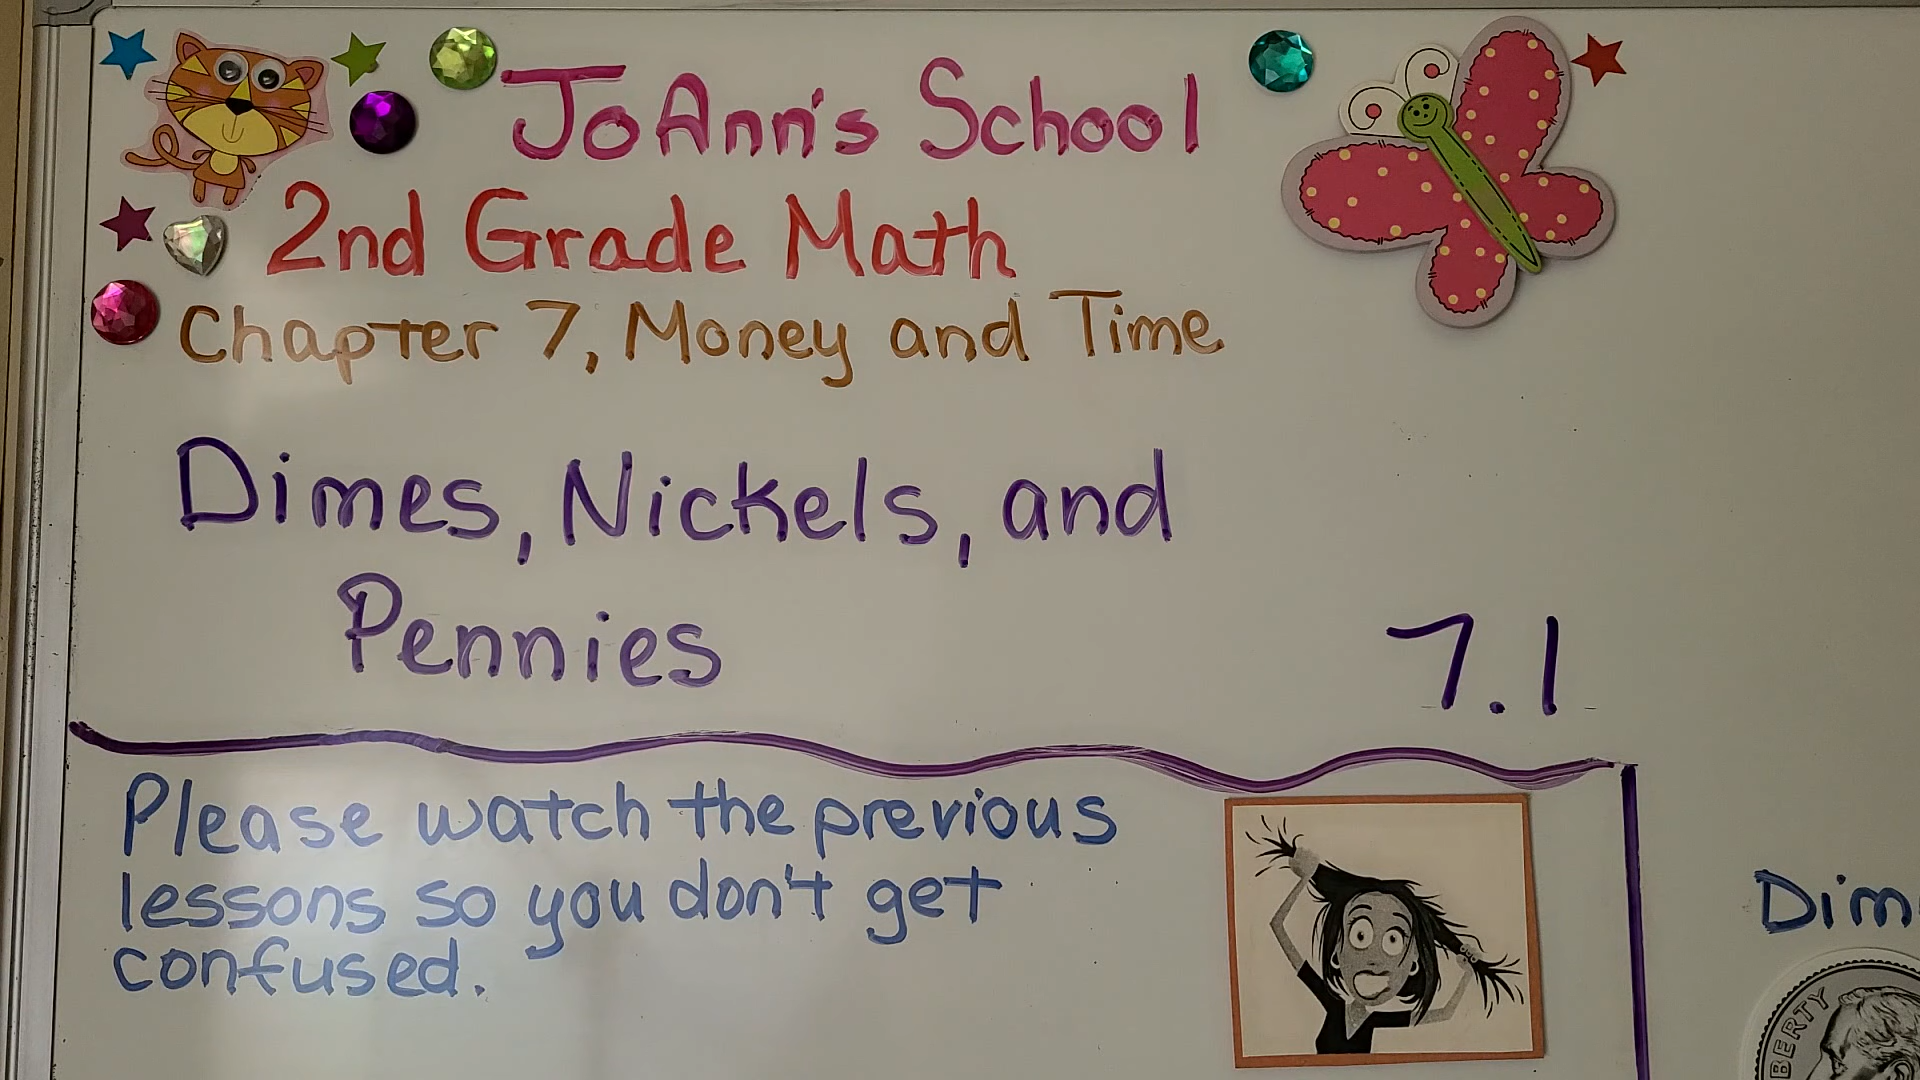 JoAnn's School
2nd Grade Math
Chapter 7, Money and Time
Dimes, Nickels, and
Pennies
7.1
Please watch the previous
lessons so you don't get
confused.